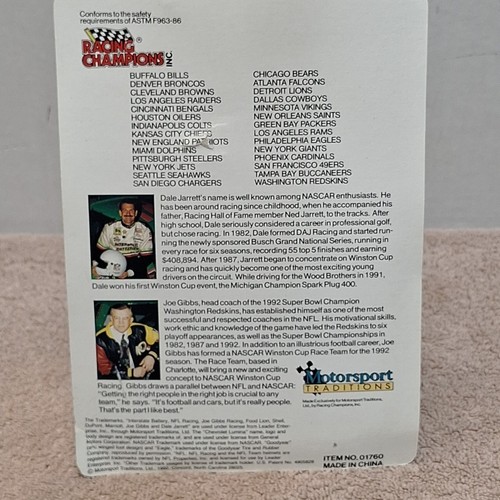 Conforms to the safety
requirements of ASTM F963-86
RACING
CHAMPIONS INC.
BUFFALO BILLS
DENVER BRONCOS
CLEVELAND BROWNS
LOS ANGELES RAIDERS
CINCINNATI BENGALS
HOUSTON OILERS
INDIANAPOLIS COLTS
KANSAS CITY CHIEFS
NEW ENGLAND PATRIOTS
MIAMI DOLPHINS
PITTSBURGH STEELERS
NEW YORK JETS
SEATTLE SEAHAWKS
SAN DIEGO CHARGERS
CHICAGO BEARS
ATLANTA FALCONS
DETROIT LIONS
DALLAS COWBOYS
MINNESOTA VIKINGS
NEW ORLEANS SAINTS
GREEN BAY PACKERS
LOS ANGELES RAMS
PHILADELPHIA EAGLES
NEW YORK GIANTS
PHOENIX CARDINALS
SAN FRANCISCO 49ERS
TAMPA BAY BUCCANEERS
WASHINGTON REDSKINS
Dale Jarrett's name is well known among NASCAR enthusiasts. He
has been around racing since childhood, when he accompanied his
father, Racing Hall of Fame member Ned Jarrett, to the tracks. After
high school, Dale seriously considered a career in professional golf,
but chose racing. In 1982, Dale formed DAJ Racing and started run-
ning the newly sponsored Busch Grand National Series, running in
every race for six seasons, recording 55 top 5 finishes and earning
$408,894. After 1987, Jarrett began to concentrate on Winston Cup
racing and has quickly become one of the most exciting young
drivers on the circuit. While driving for the Wood Brothers in 1991,
Dale won his first Winston Cup event, the Michigan Champion Spark Plug 400.
Joe Gibbs, head coach of the 1992 Super Bowl Champion
Washington Redskins, has established himself as one of the most
successful and respected coaches in the NFL. His motivational skills,
work ethic and knowledge of the game have led the Redskins to six
playoff appearances, as well as the Super Bowl Championships in
1982, 1987 and 1992. In addition to an illustrious football career, Joe
Gibbs has formed a NASCAR Winston Cup Race Team for the 1992
season. The Race Team, based in
Charlotte, will bring a new and exciting
concept to NASCAR Winston Cup
Racing. Gibbs draws a parallel between NFL and NASCAR:
"Getting the right people in the right job is crucial to any
team," he says. "It's football and cars, but it's really people.
That's the part I like best."
Motorsport
TRADITIONS
Made Exclusively for Motorsport Traditions,
Ltd., by Racing Champions, Inc.
ITEM NO. 01760
MADE IN CHINA